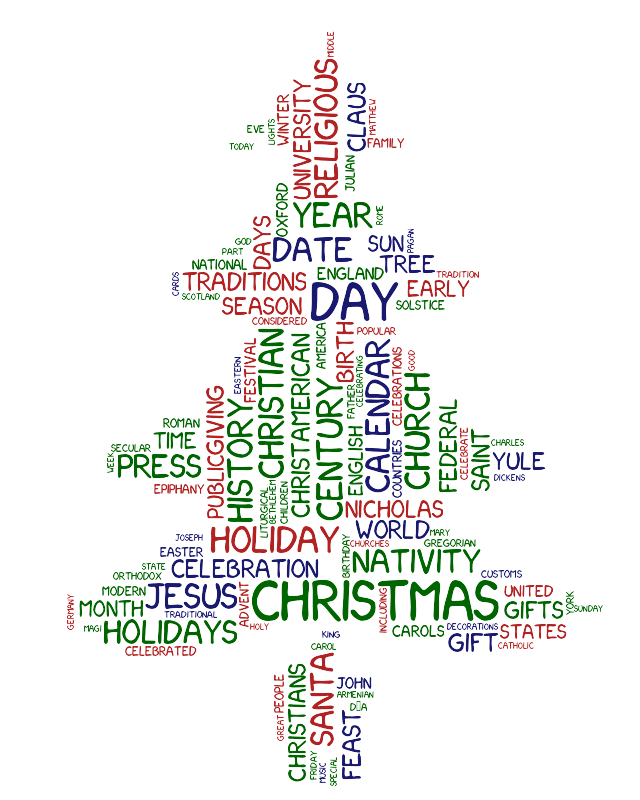 MIDDLE
RELIGIOUS
UNIVERSITY
WINTER
LIGHTS
EVE
TODAY
CLAUS
MATTHEW
FAMILY
JULIAN
OXFORD
YEAR
ROME
DAYS
GOD
PART
NATIONAL
DATE
SUN
PAGAN
TREE
TRADITION
CARDS
TRADITIONS
SCOTLAND
ENGLAND
DAY
EARLY
SOLSTICE
SEASON
CONSIDERED
POPULAR
EASTERN
FESTIVAL
CHRISTIAN
CHRIST
AMERICAN
AMERICA
BIRTH
CENTURY
FATHER
CELEBRATING
CALENDAR
CELEBRATIONS
GOOD
CHURCH
ROMAN
TIME
SECULAR
WEEK
PRESS
EPIPHANY
PUBLIC
GIVING
HISTORY
LITURGICAL
BETHLEHEM
CHILDREN
ENGLISH
COUNTRIES
FEDERAL
CELEBRATE
SAINT
CHARLES
YULE
DICKENS
NICHOLAS
JOSEPH
HOLIDAY
WORLD
MARY
CHURCHES
GREGORIAN
EASTER
BIRTHDAY
NATIVITY
STATE
CELEBRATION
ORTHODOX
CUSTOMS
MODERN
JESUS
ADVENT
CHRISTMAS
INCLUDING
UNITED
YORK
GERMANY
MONTH
TRADITIONAL
GIFTS
SUNDAY
MAGI
HOLIDAYS
HOLY
CAROLS
DECORATIONS
STATES
GIFT
CATHOLIC
CELEBRATED
KING
CAROL
GREAT
PEOPLE
CHRISTIANS
SANTA
JOHN
ARMENIAN
D□A
FEAST
FRIDAY
MUSIC
SPECIAL